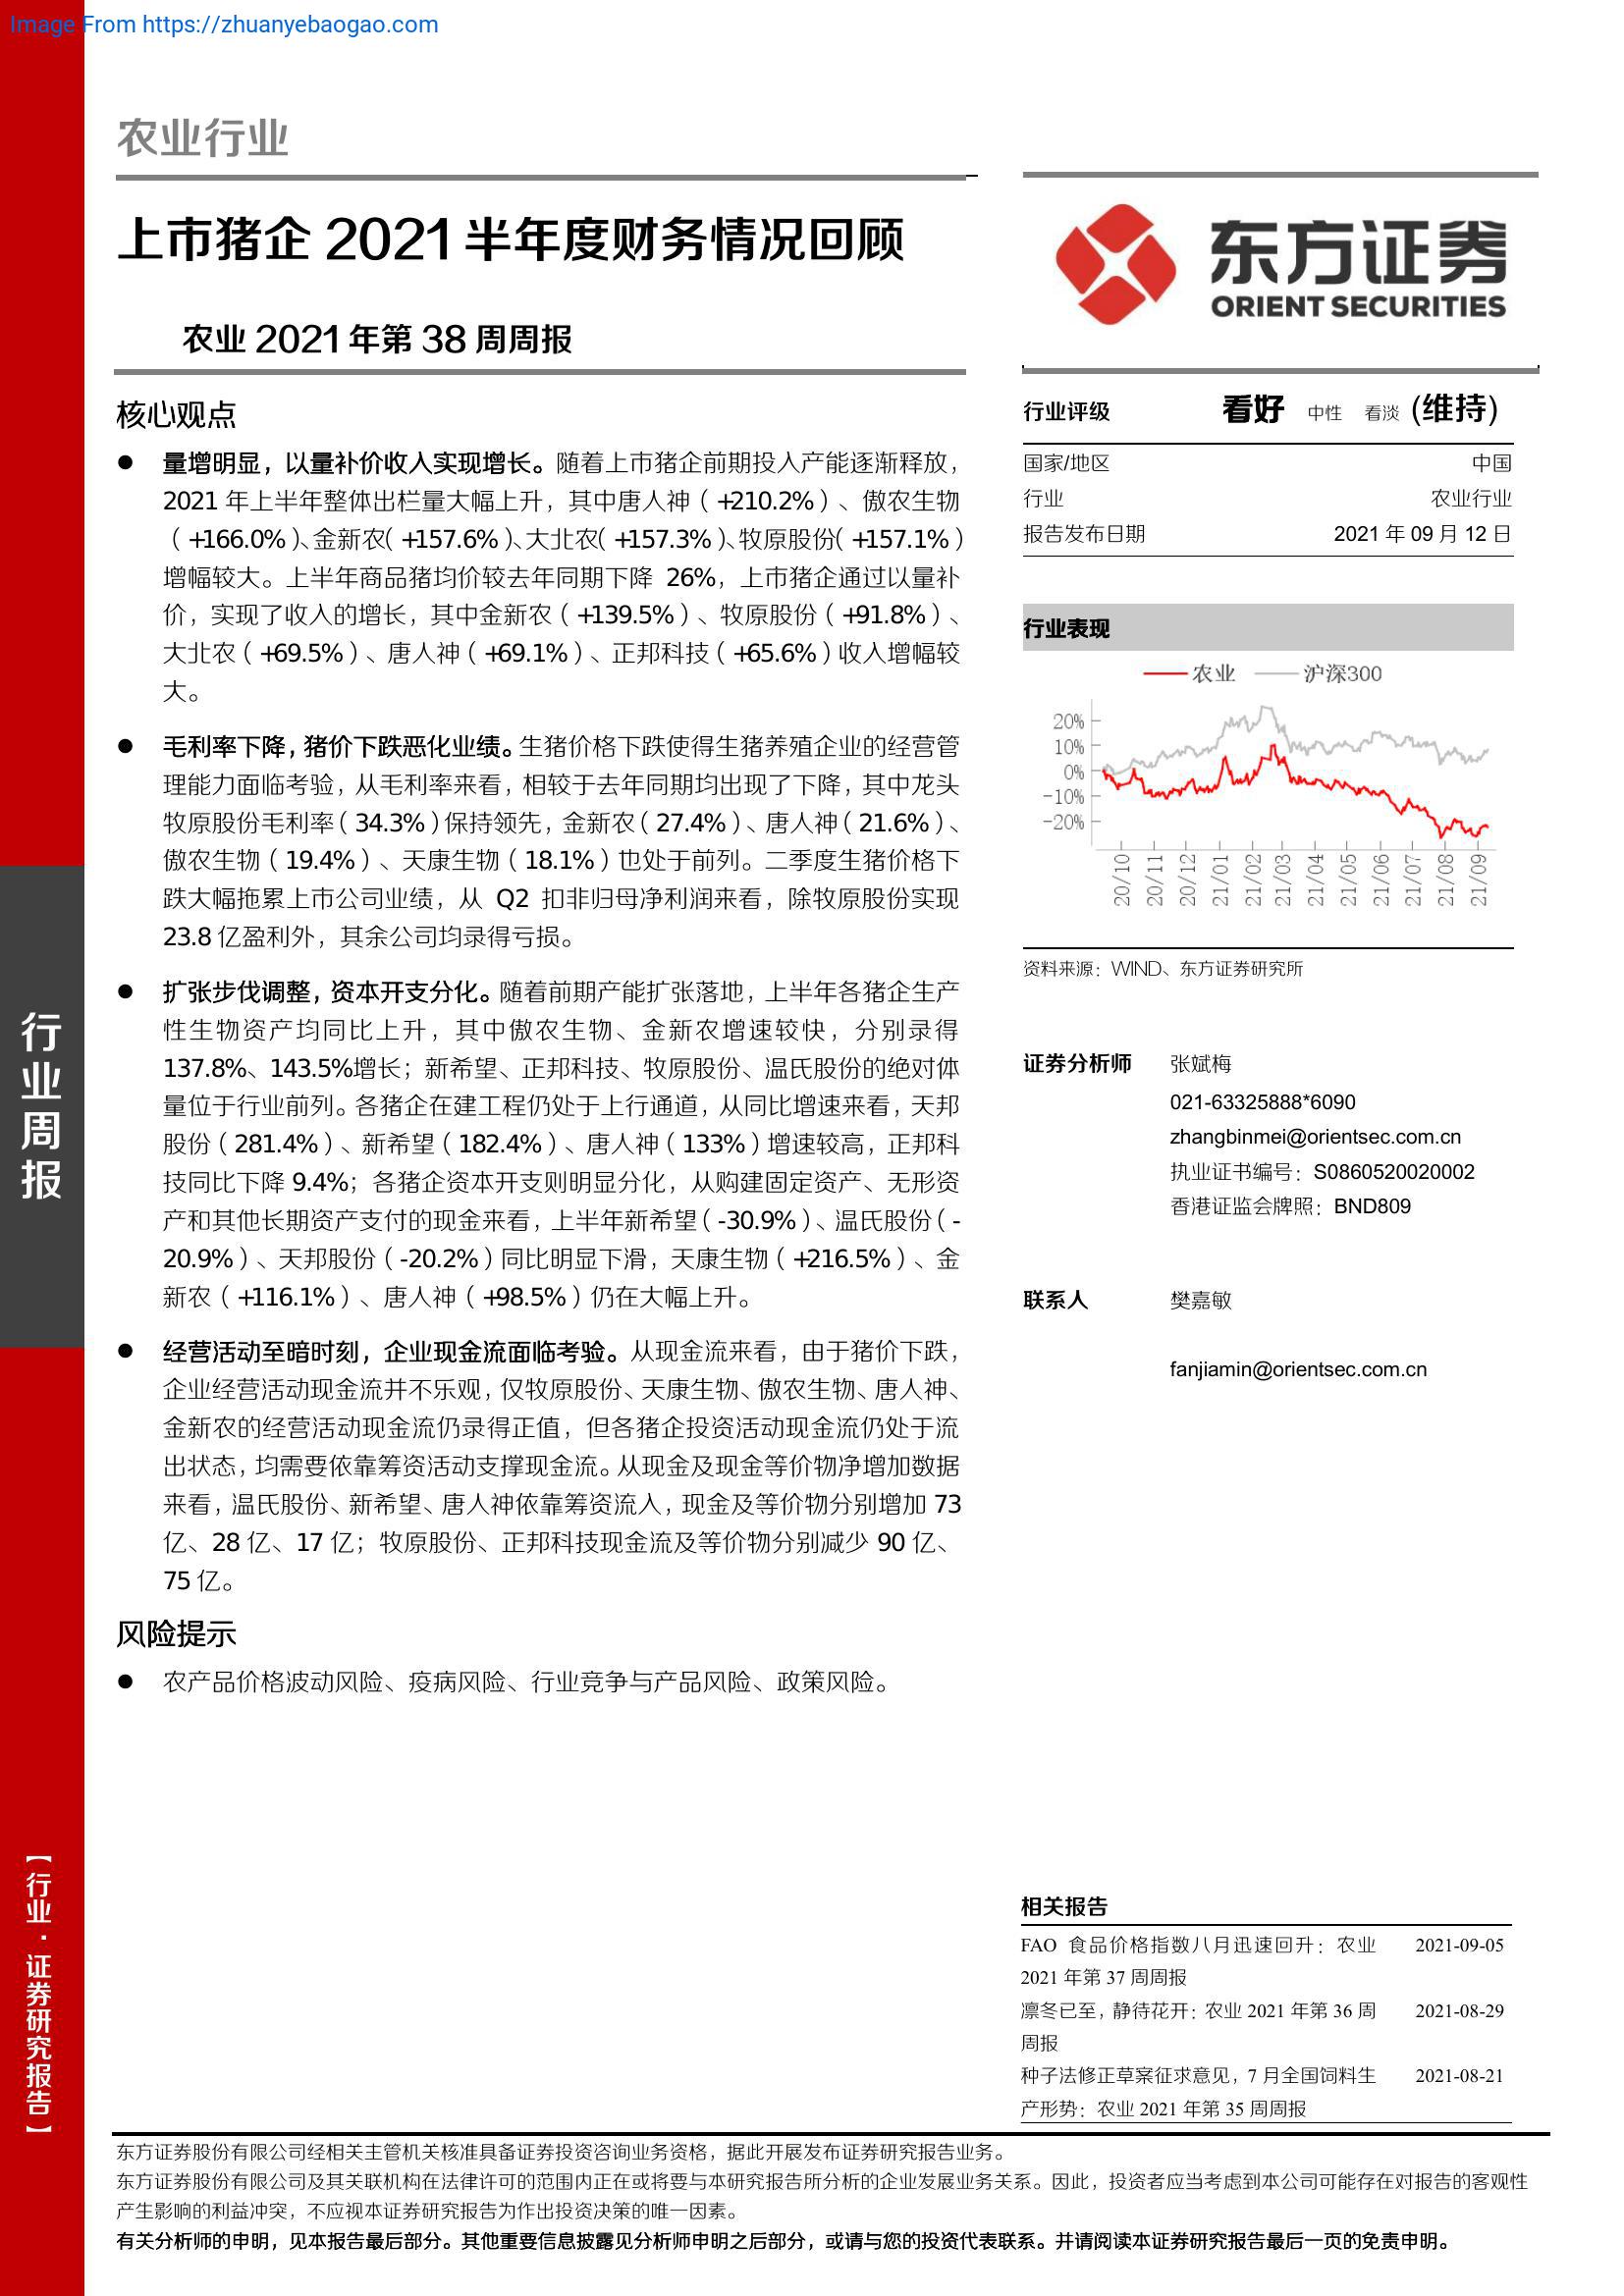 Image From https://zhuanyebaogao.com
农业行业
上市猪企 2021 半年度财务情况回顾
农业 2021 年第 38 周周报
核心观点
● 量增明显，以量补价收入实现增长。随着上市猪企前期投入产能逐渐释放，
2021 年上半年整体出栏量大幅上升，其中唐人神（+210.2%）、傲农生物
（+166.0%）、金新农（+157.6%）、大北农（+157.3%）、牧原股份（+157.1%）
增幅较大。上半年商品猪均价较去年同期下降 26%，上市猪企通过以量补
价，实现了收入的增长，其中金新农（+139.5%）、牧原股份（+91.8%）、
大北农（+69.5%）、唐人神（+69.1%）、正邦科技（+65.6%）收入增幅较
大。
● 毛利率下降，猪价下跌恶化业绩。生猪价格下跌使得生猪养殖企业的经营管
理能力面临考验，从毛利率来看，相较于去年同期均出现了下降，其中龙头
牧原股份毛利率（34.3%）保持领先，金新农（27.4%）、唐人神（21.6%）、
傲农生物（19.4%）、天康生物（18.1%）也处于前列。二季度生猪价格下
跌大幅拖累上市公司业绩，从 Q2 扣非归母净利润来看，除牧原股份实现
23.8 亿盈利外，其余公司均录得亏损。
● 扩张步伐调整，资本开支分化。随着前期产能扩张落地，上半年各猪企生产
性生物资产均同比上升，其中傲农生物、金新农增速较快，分别录得
137.8%、143.5%增长；新希望、正邦科技、牧原股份、温氏股份的绝对体
量位于行业前列。各猪企在建工程仍处于上行通道，从同比增速来看，天邦
股份（281.4%）、新希望（182.4%）、唐人神（133%）增速较高，正邦科
技同比下降 9.4%；各猪企资本开支则明显分化，从购建固定资产、无形资
产和其他长期资产支付的现金来看，上半年新希望（-30.9%）、温氏股份（-
20.9%）、天邦股份（-20.2%）同比明显下滑，天康生物（+216.5%）、金
新农（+116.1%）、唐人神（+98.5%）仍在大幅上升。
● 经营活动至暗时刻，企业现金流面临考验。从现金流来看，由于猪价下跌，
企业经营活动现金流并不乐观，仅牧原股份、天康生物、傲农生物、唐人神、
金新农的经营活动现金流仍录得正值，但各猪企投资活动现金流仍处于流
出状态，均需要依靠筹资活动支撑现金流。从现金及现金等价物净增加数据
来看，温氏股份、新希望、唐人神依靠筹资流入，现金及等价物分别增加 73
亿、28 亿、17 亿；牧原股份、正邦科技现金流及等价物分别减少 90 亿、
75 亿。
风险提示
● 农产品价格波动风险、疫病风险、行业竞争与产品风险、政策风险。
东方证券
ORIENT SECURITIES
行业评级 看好 中性 看淡 (维持)
国家/地区 中国
行业 农业行业
报告发布日期 2021 年 09 月 12 日
行业表现
农业 沪深300
20%
10%
0%
-10%
-20%
20/10 20/11 20/12 21/01 21/02 21/03 21/04 21/05 21/06 21/07 21/08 21/09
资料来源：WIND、东方证券研究所
证券分析师 张斌梅
021-63325888*6090
zhangbinmei@orientsec.com.cn
执业证书编号：S0860520020002
香港证监会牌照：BND809
联系人 樊嘉敏
fanjiamin@orientsec.com.cn
相关报告
FAO 食品价格指数八月迅速回升：农业 2021-09-05
2021 年第 37 周周报
凛冬已至，静待花开：农业 2021 年第 36 周 2021-08-29
周报
种子法修正草案征求意见，7 月全国饲料生 2021-08-21
产形势：农业 2021 年第 35 周周报
行业周报
【行业·证券研究报告】
东方证券股份有限公司经相关主管机关核准具备证券投资咨询业务资格，据此开展发布证券研究报告业务。
东方证券股份有限公司及其关联机构在法律许可的范围内正在或将要与本研究报告所分析的企业发展业务关系。因此，投资者应当考虑到本公司可能存在对报告的客观性
产生影响的利益冲突，不应视本证券研究报告为作出投资决策的唯一因素。
有关分析师的申明，见本报告最后部分。其他重要信息披露见分析师申明之后部分，或请与您的投资代表联系。并请阅读本证券研究报告最后一页的免责申明。